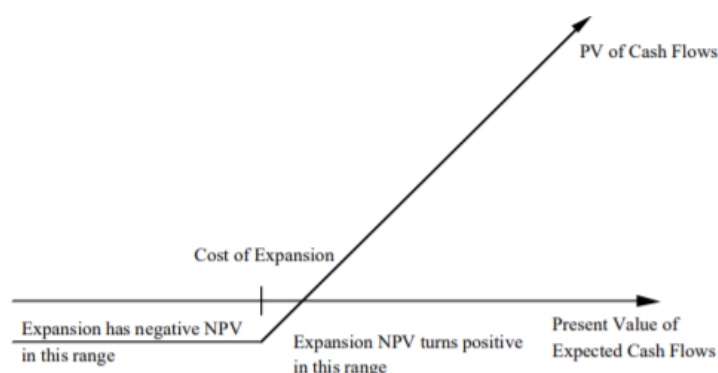 PV of Cash Flows
Cost of Expansion
Expansion has negative NPV
in this range
Expansion NPV turns positive
in this range
Present Value of
Expected Cash Flows